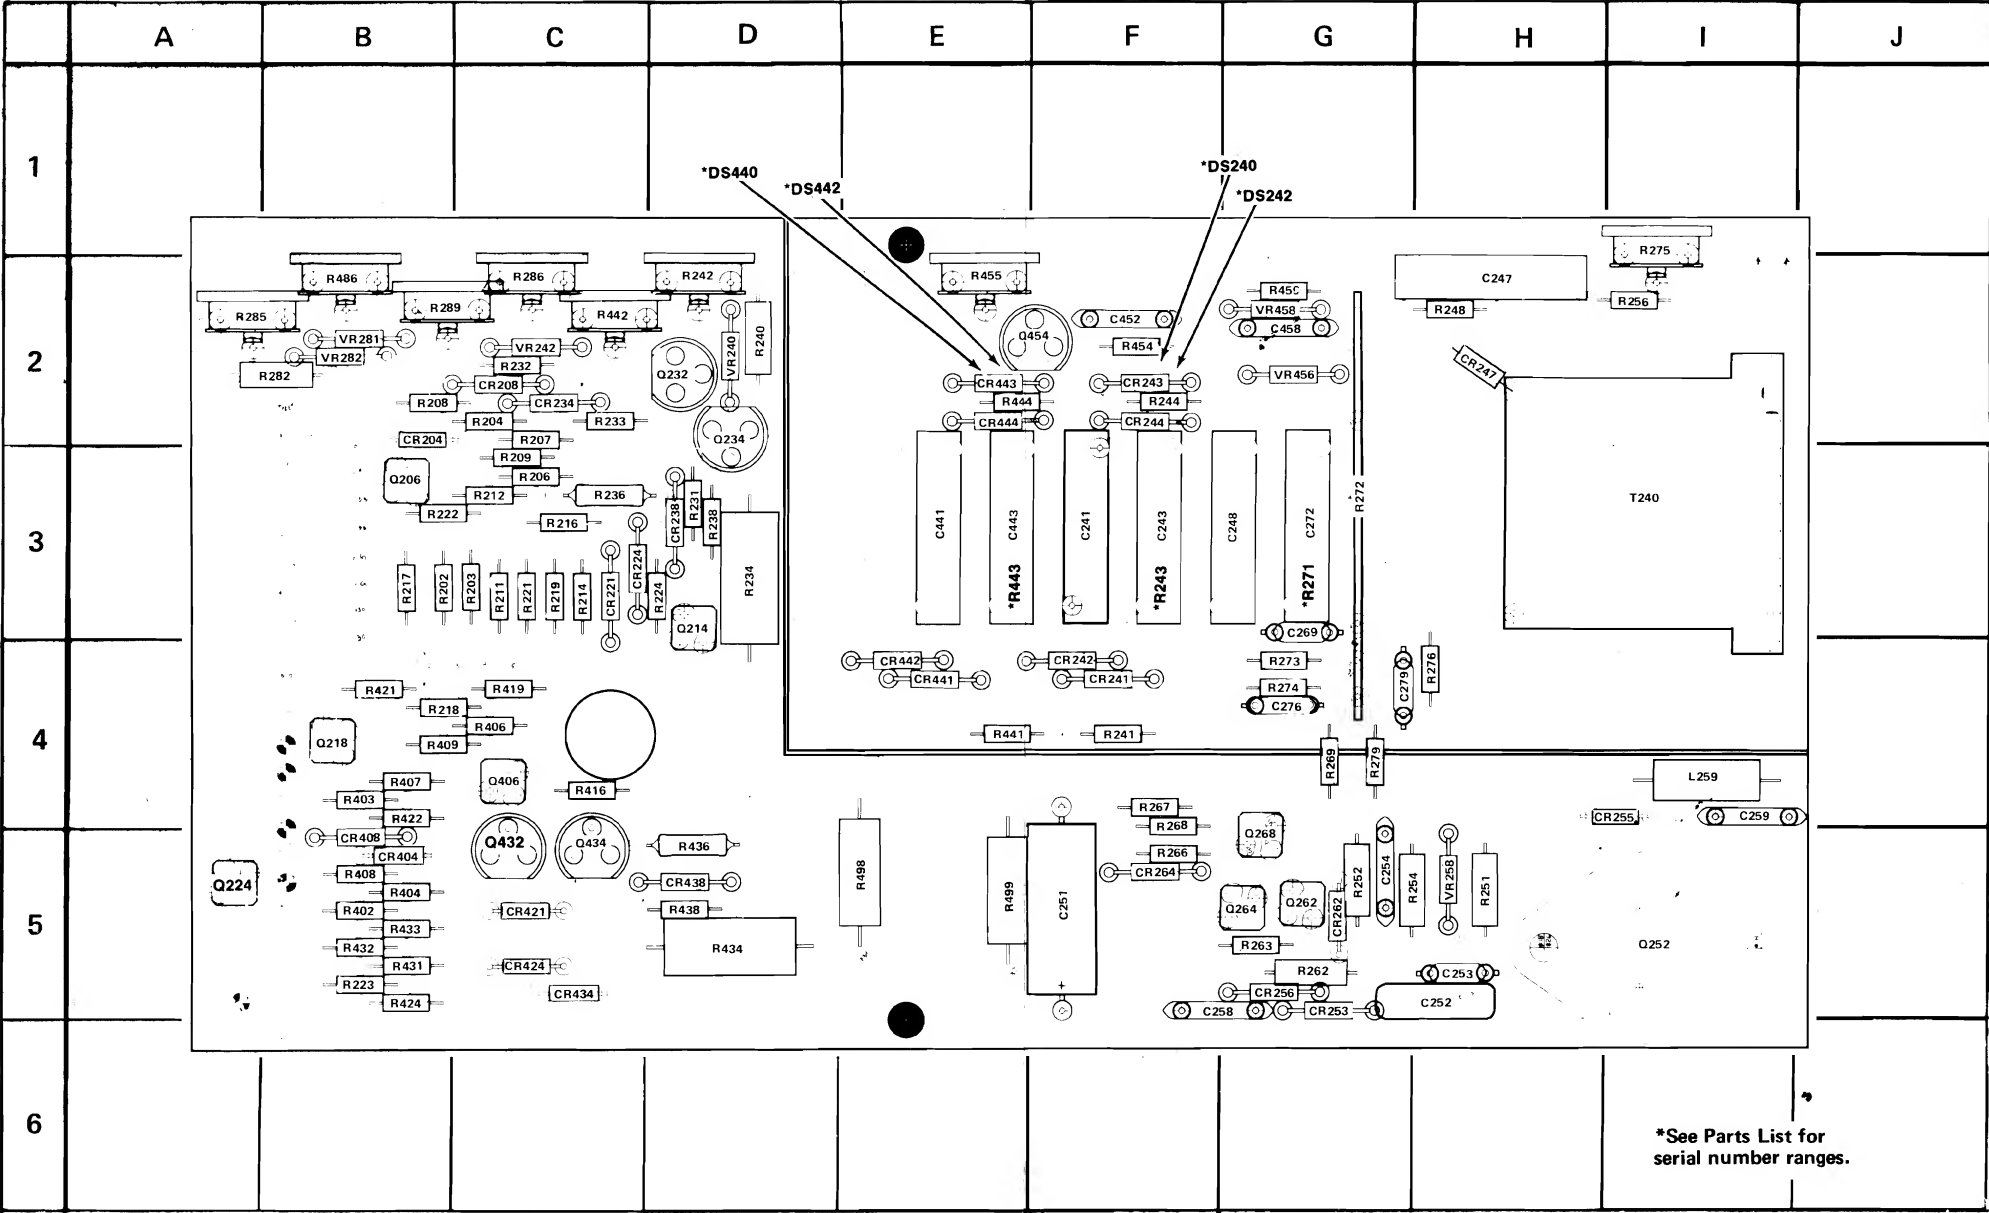 A B C D E F G H I J
1
*DS440
*DS442
*DS240
*DS242
R486
R286
R242
R455
R275
C247
R285
R289
R442
R450
VR458
C458
R248
R256
C452
VR281
VR282
R282
VR242
R232
CR208
R208
CR234
R204
R233
Q232
VR240
R240
Q454
R454
2
CR443
R444
CR444
CR243
R244
CR244
VR456
CR247
CR204
R207
R209
R206
Q206
R212
R222
R236
R216
Q234
CR238
R231
R238
3
C441
C443
*R443
C241
C243
*R243
C248
C272
*R271
R272
T240
R217
R202
R203
R211
R221
R219
R214
CR221
CR224
R224
Q214
R234
C269
CR442
CR441
CR242
CR241
R273
R274
C276
C279
R276
R421
R419
R218
R406
R409
Q218
4
R441
R241
R269
R279
R407
R403
R422
Q406
R416
L259
R267
R268
CR255
C259
CR408
CR404
R408
R404
Q432
Q434
R436
CR438
R438
Q224
R498
R499
C251
R266
CR264
Q268
Q264
Q262
CR262
R252
C254
R254
VR258
R251
5
R402
R433
R432
R431
R223
R424
CR421
CR424
CR434
R434
R263
R262
CR256
C258
CR253
C253
C252
Q252
+
6
*See Parts List for
serial number ranges.